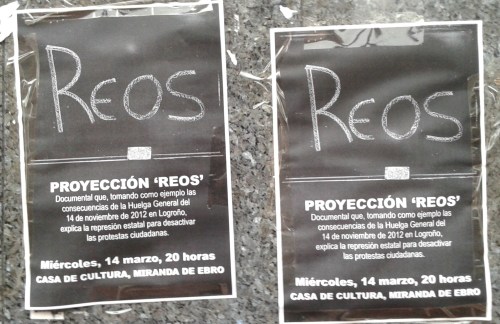 REOS
PROYECCIÓN 'REOS'
Documental que, tomando como ejemplo las
consecuencias de la Huelga General del
14 de noviembre de 2012 en Logroño,
explica la represión estatal para desactivar
las protestas ciudadanas.
Miércoles, 14 marzo, 20 horas
CASA DE CULTURA, MIRANDA DE EBRO
REOS
PROYECCIÓN 'REOS'
Documental que, tomando como ejemplo las
consecuencias de la Huelga General del
14 de noviembre de 2012 en Logroño,
explica la represión estatal para desactivar
las protestas ciudadanas.
Miércoles, 14 marzo, 20 horas
CASA DE CULTURA, MIRANDA DE EBRO